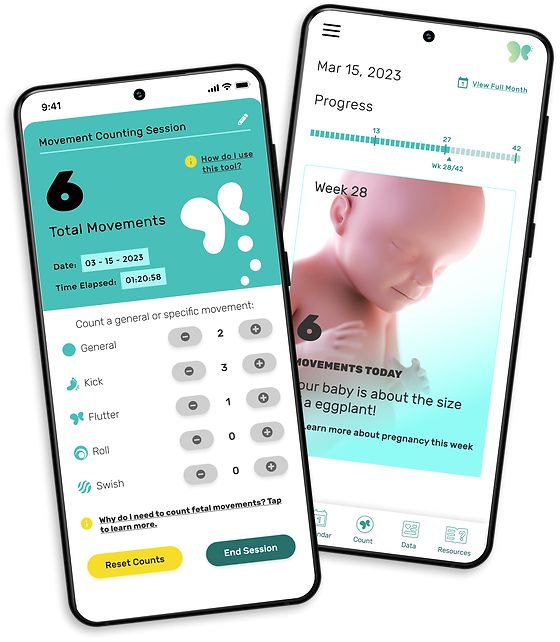 9:41
Movement Counting Session
How do I use
this tool?
6
Total Movements
Date: 03 - 15 - 2023
Time Elapsed: 01:20:58
Count a general or specific movement:
General 2
Kick 3
Flutter 1
Roll 0
Swish 0
Why do I need to count fetal movements? Tap
to learn more.
Reset Counts End Session
Mar 15, 2023
View Full Month
Progress
13 27 42
Wk 28/42
Week 28
6
MOVEMENTS TODAY
our baby is about the size
a eggplant!
earn more about pregnancy this week
ndar Count Data Resources